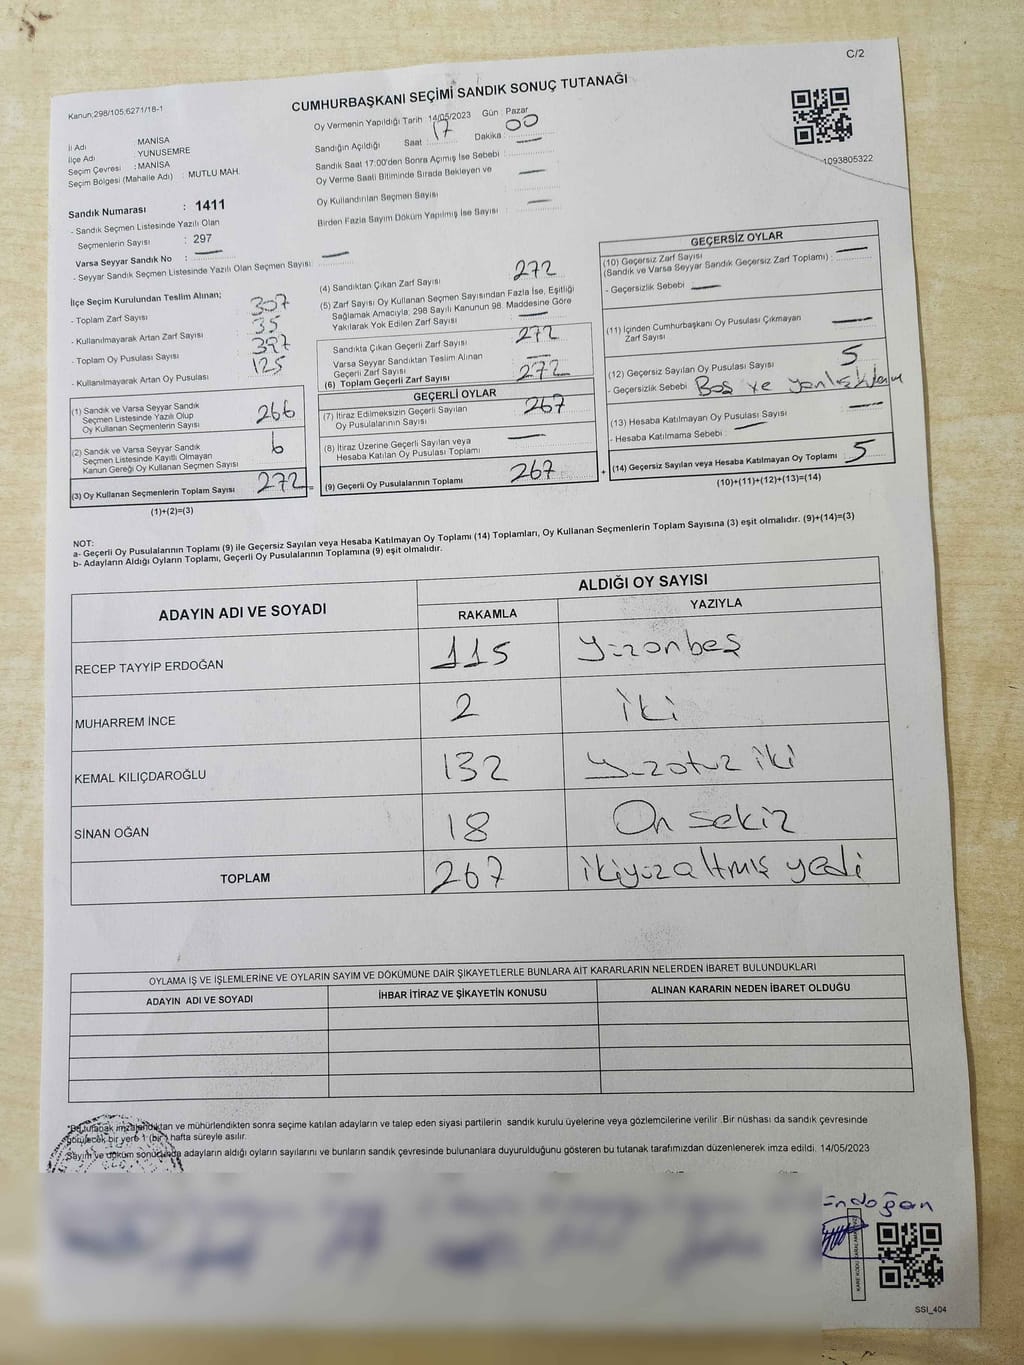 C/2
Kanun,298/105,6271/18-1
CUMHURBAŞKANI SEÇİMİ SANDIK SONUÇ TUTANAĞI
İl Adı : MANİSA
İlçe Adı : YUNUSEMRE
Seçim Çevresi : MANİSA
Seçim Bölgesi (Mahalle Adı) : MUTLU MAH.
Oy Vermenin Yapıldığı Tarih 14/05/2023 Gün : Pazar
Sandığın Açıldığı Saat : 17 Dakika : 00
Sandık Saat 17:00'den Sonra Açmış İse Sebebi : —
Oy Verme Saati Bitiminde Sırada Bekleyen ve
Oy Kullandırılan Seçmen Sayısı : —
Birden Fazla Sayım Döküm Yapılmış İse Sayısı : —
1093805322
Sandık Numarası : 1411
- Sandık Seçmen Listesinde Yazılı Olan
Seçmenlerin Sayısı : 297
Varsa Seyyar Sandık No : —
- Seyyar Sandık Seçmen Listesinde Yazılı Olan Seçmen Sayısı : —
İlçe Seçim Kurulundan Teslim Alınan;
- Toplam Zarf Sayısı 307
- Kullanılmayarak Artan Zarf Sayısı 35
- Toplam Oy Pusulası Sayısı 397
- Kullanılmayarak Artan Oy Pusulası 125
(1) Sandık ve Varsa Seyyar Sandık
Seçmen Listesinde Yazılı Olup
Oy Kullanan Seçmenlerin Sayısı 266
(2) Sandık ve Varsa Seyyar Sandık
Seçmen Listesinde Kayıtlı Olmayan
Kanun Gereği Oy Kullanan Seçmen Sayısı 6
(3) Oy Kullanan Seçmenlerin Toplam Sayısı 272
(1)+(2)=(3)
(4) Sandıktan Çıkan Zarf Sayısı 272
(5) Zarf Sayısı Oy Kullanan Seçmen Sayısından Fazla İse, Eşitliği
Sağlamak Amacıyla; 298 Sayılı Kanunun 98. Maddesine Göre
Yakılarak Yok Edilen Zarf Sayısı —
Sandıkta Çıkan Geçerli Zarf Sayısı 272
Varsa Seyyar Sandıktan Teslim Alınan
Geçerli Zarf Sayısı —
(6) Toplam Geçerli Zarf Sayısı 272
GEÇERLİ OYLAR
(7) İtiraz Edilmeksizin Geçerli Sayılan
Oy Pusulalarının Sayısı 267
(8) İtiraz Üzerine Geçerli Sayılan veya
Hesaba Katılan Oy Pusulası Toplamı —
(9) Geçerli Oy Pusulalarının Toplamı 267
GEÇERSİZ OYLAR
(10) Geçersiz Zarf Sayısı
(Sandık ve Varsa Seyyar Sandık Geçersiz Zarf Toplamı) : —
- Geçersizlik Sebebi —
(11) İçinden Cumhurbaşkanı Oy Pusulası Çıkmayan
Zarf Sayısı —
(12) Geçersiz Sayılan Oy Pusulası Sayısı 5
- Geçersizlik Sebebi Boş ve
(13) Hesaba Katılmayan Oy Pusulası Sayısı —
- Hesaba Katılmama Sebebi : —
(14) Geçersiz Sayılan veya Hesaba Katılmayan Oy Toplamı 5
(10)+(11)+(12)+(13)=(14)
NOT:
a- Geçerli Oy Pusulalarının Toplamı (9) ile Geçersiz Sayılan veya Hesaba Katılmayan Oy Toplamı (14) Toplamları, Oy Kullanan Seçmenlerin Toplam Sayısına (3) eşit olmalıdır. (9)+(14)=(3)
b- Adayların Aldığı Oyların Toplamı, Geçerli Oy Pusulalarının Toplamına (9) eşit olmalıdır.
ADAYIN ADI VE SOYADI
ALDIĞI OY SAYISI
RAKAMLA YAZIYLA
RECEP TAYYİP ERDOĞAN 115 Yüzonbeş
MUHARREM İNCE 2 iki
KEMAL KILIÇDAROĞLU 132 Yüzotuz iki
SİNAN OĞAN 18 On sekiz
TOPLAM 267 ikiyüzaltmış yedi
OYLAMA İŞ VE İŞLEMLERİNE VE OYLARIN SAYIM VE DÖKÜMÜNE DAİR ŞİKAYETLERLE BUNLARA AİT KARARLARIN NELERDEN İBARET BULUNDUKLARI
ADAYIN ADI VE SOYADI İHBAR İTİRAZ VE ŞİKAYETİN KONUSU ALINAN KARARIN NEDEN İBARET OLDUĞU
*Bu tutanak imzalandıktan ve mühürlendikten sonra seçime katılan adayların ve talep eden siyasi partilerin sandık kurulu üyelerine veya gözlemcilerine verilir .Bir nüshası da sandık çevresinde
görülecek bir yere 1 (bir) hafta süreyle asılır.
Sayım ve döküm sonucunda adayların aldığı oyların sayılarını ve bunların sandık çevresinde bulunanlara duyurulduğunu gösteren bu tutanak tarafımızdan düzenlenerek imza edildi. 14/05/2023
ündoğan
SSI_404